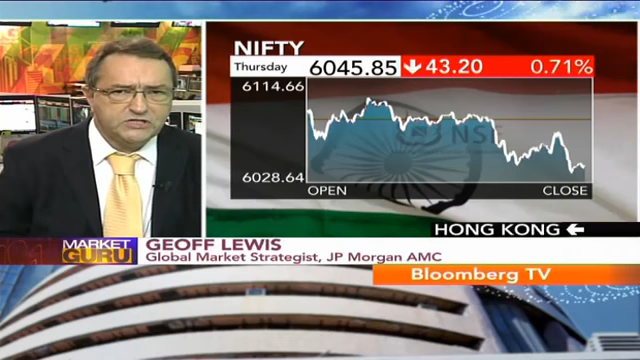 NIFTY
Thursday 6045.85 43.20 0.71%
6114.66
6028.64
NSE
OPEN CLOSE
HONG KONG
MARKET GURU
GEOFF LEWIS
Global Market Strategist, JP Morgan AMC
Bloomberg TV